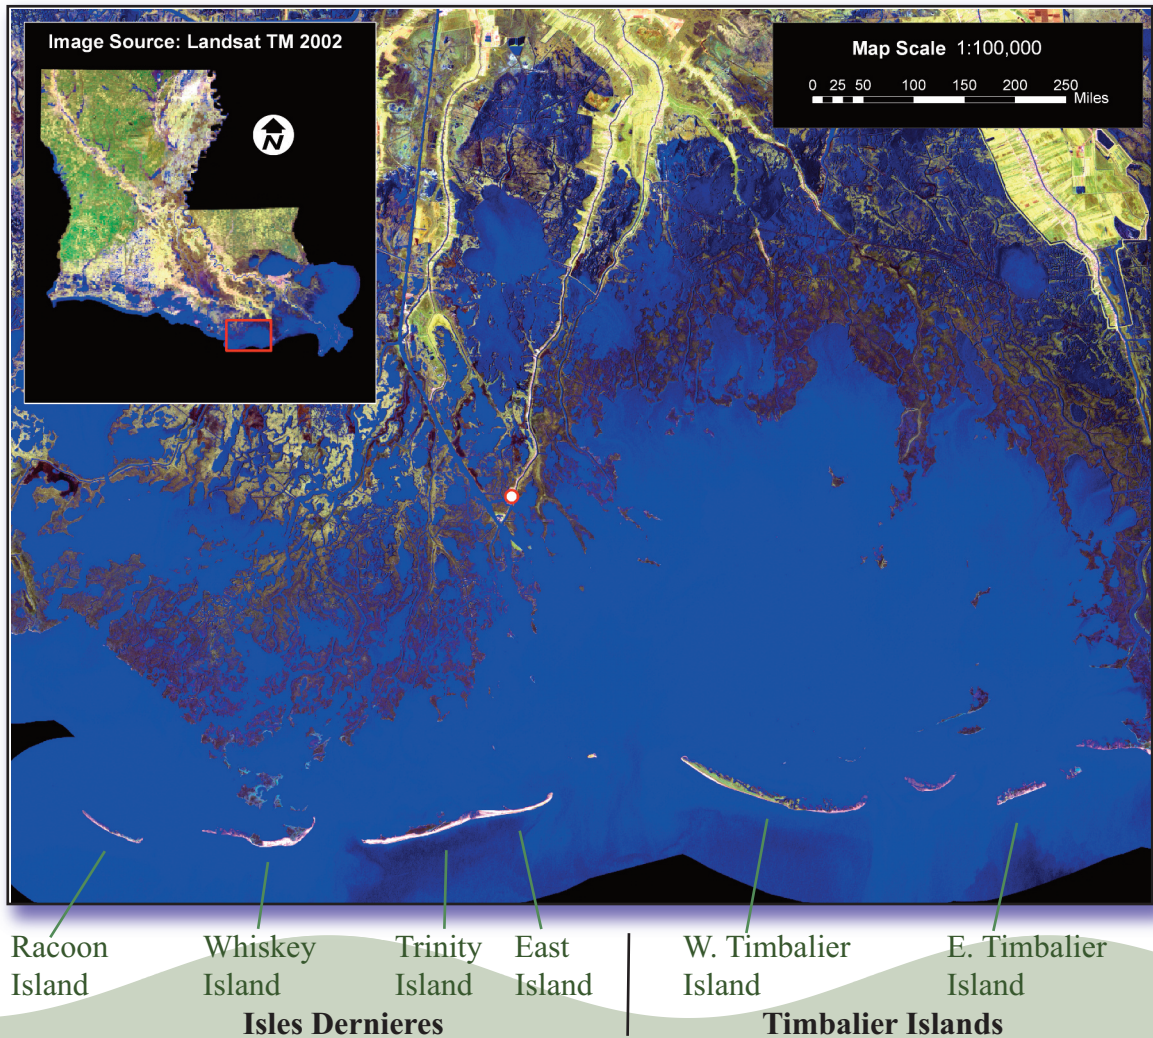 Image Source: Landsat TM 2002
N
Map Scale 1:100,000
0 25 50 100 150 200 250
Miles
Racoon Island
Whiskey Island
Trinity Island
East Island
W. Timbalier Island
E. Timbalier Island
Isles Dernieres
Timbalier Islands